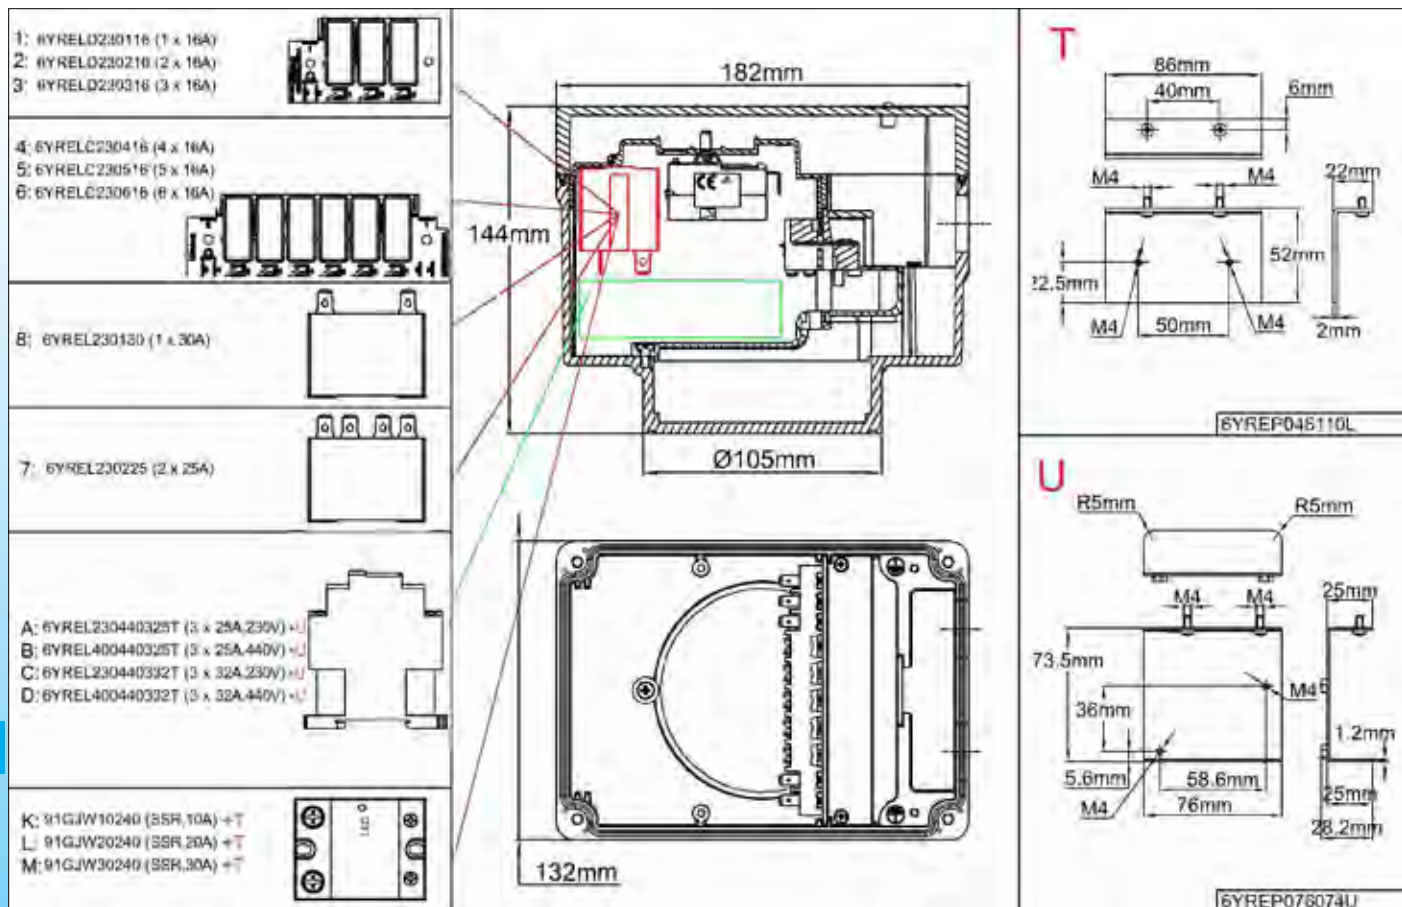 1: 6YRELD230116 (1 x 16A)
2: 6YRELD230216 (2 x 16A)
3: 6YRELD230316 (3 x 16A)
4: 6YRELC230416 (4 x 16A)
5: 6YRELC230516 (5 x 16A)
6: 6YRELC230616 (6 x 16A)
8: 6YREL230130 (1 x 30A)
7: 6YREL230225 (2 x 25A)
A: 6YREL230440325T (3 x 25A,230V)+U
B: 6YREL400440325T (3 x 25A,440V)+U
C: 6YREL230440332T (3 x 32A,230V)+U
D: 6YREL400440332T (3 x 32A,440V)+U
K: 91GJW10240 (SSR,10A) +T
L: 91GJW20240 (SSR,20A) +T
M: 91GJW30240 (SSR,30A) +T
182mm
144mm
CE
Ø105mm
132mm
T
86mm
40mm
6mm
M4
M4
22mm
52mm
22.5mm
M4
50mm
M4
2mm
6YREP046110L
U
R5mm
R5mm
M4
M4
25mm
73.5mm
M4
36mm
1.2mm
5.6mm
58.6mm
25mm
M4
76mm
28.2mm
6YREP076074U